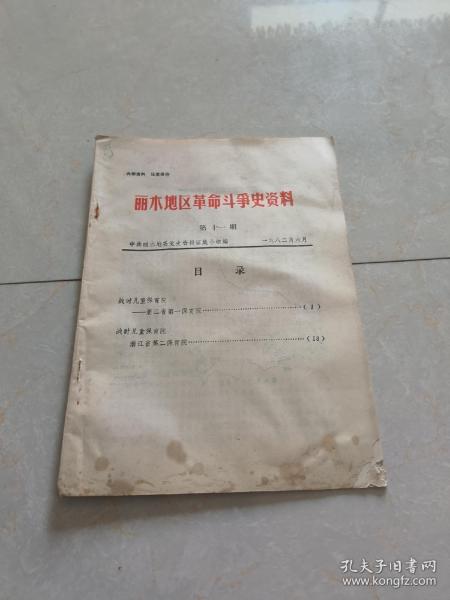 内部资料 注意保存
丽水地区革命斗争史资料
第十一期
中共丽水地委党史资料征集小组编 一九八二年六月
目 录
战时儿童保育院
——浙江省第一保育院……………………(1)
战时儿童保育院
浙江省第二保育院……………………(18)
孔夫子旧书网
www.kongfz.com